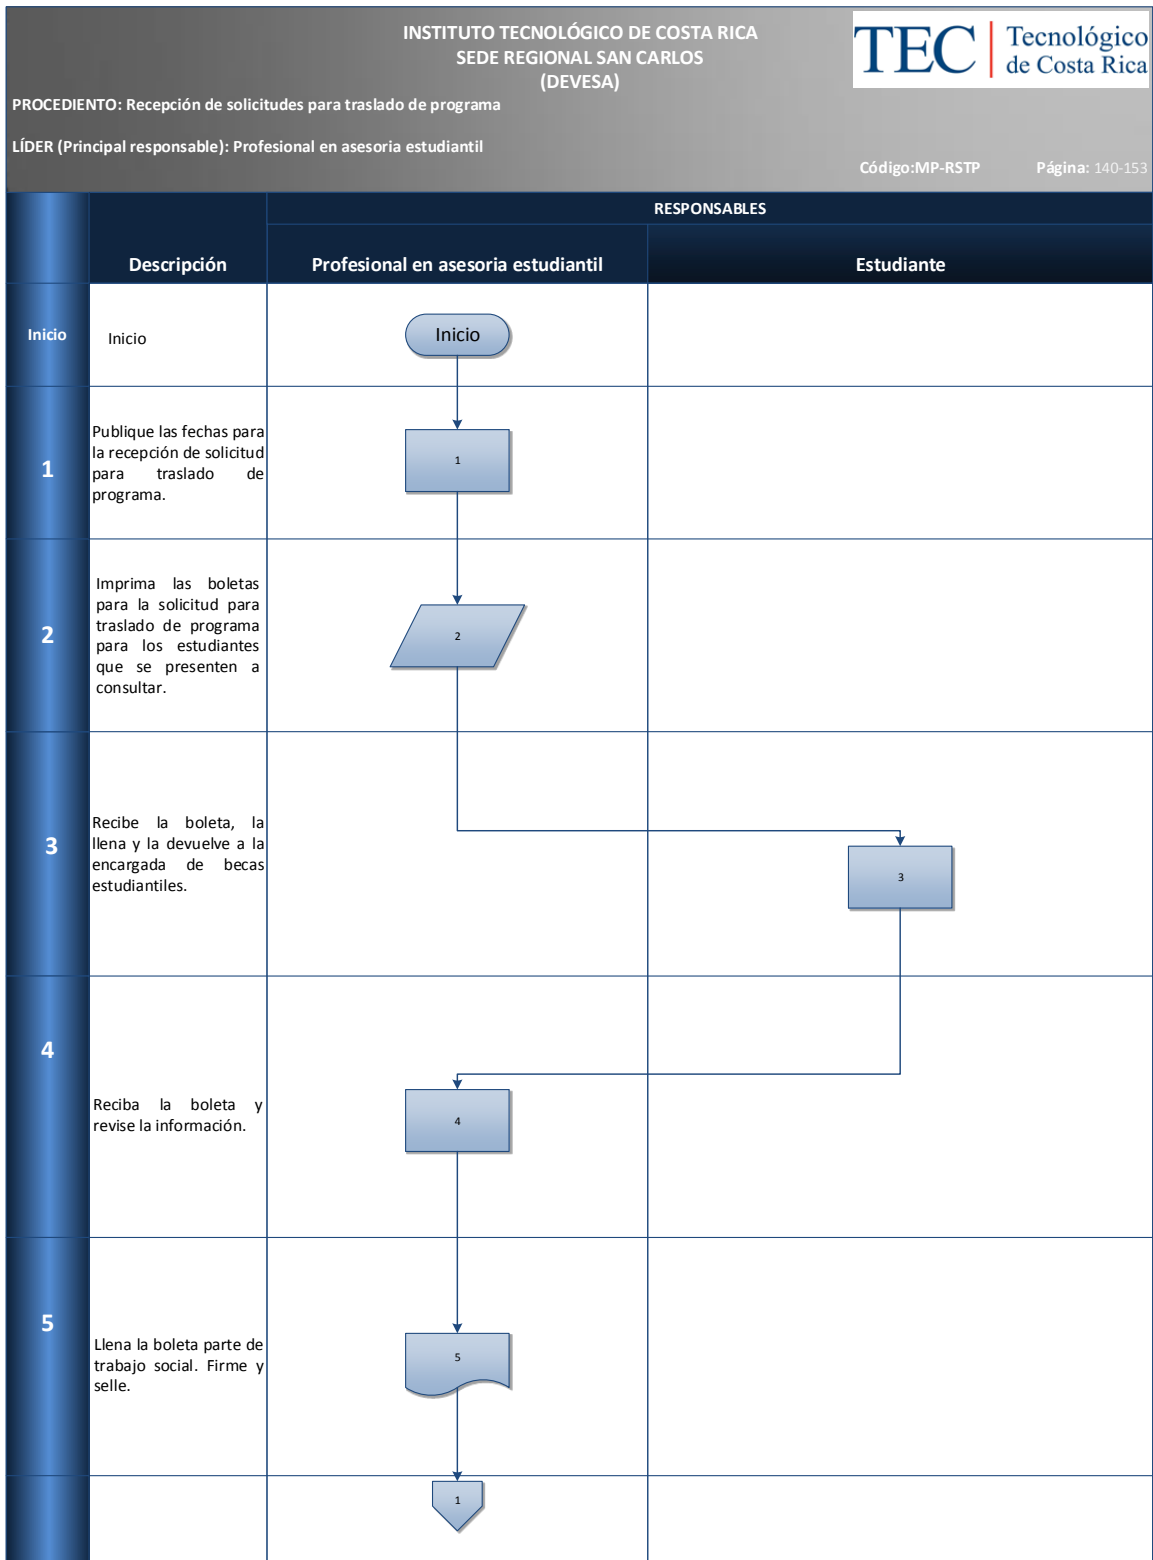 INSTITUTO TECNOLÓGICO DE COSTA RICA
SEDE REGIONAL SAN CARLOS
(DEVESA)
TEC | Tecnológico
de Costa Rica
PROCEDIENTO: Recepción de solicitudes para traslado de programa
LÍDER (Principal responsable): Profesional en asesoria estudiantil
Código:MP-RSTP Página: 140-153
RESPONSABLES
Descripción Profesional en asesoria estudiantil Estudiante
Inicio Inicio Inicio
1
Publique las fechas para
la recepción de solicitud
para traslado de
programa.
1
2
Imprima las boletas
para la solicitud para
traslado de programa
para los estudiantes
que se presenten a
consultar.
2
3
Recibe la boleta, la
llena y la devuelve a la
encargada de becas
estudiantiles.
3
4
Reciba la boleta y
revise la información.
4
5
Llena la boleta parte de
trabajo social. Firme y
selle.
5
1